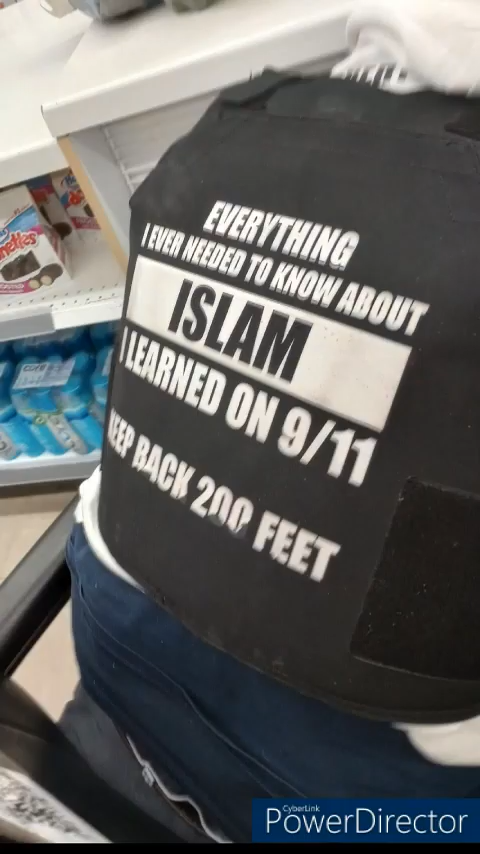 EVERYTHING
I EVER NEEDED TO KNOW ABOUT
ISLAM
I LEARNED ON 9/11
KEEP BACK 200 FEET
CyberLink
PowerDirector